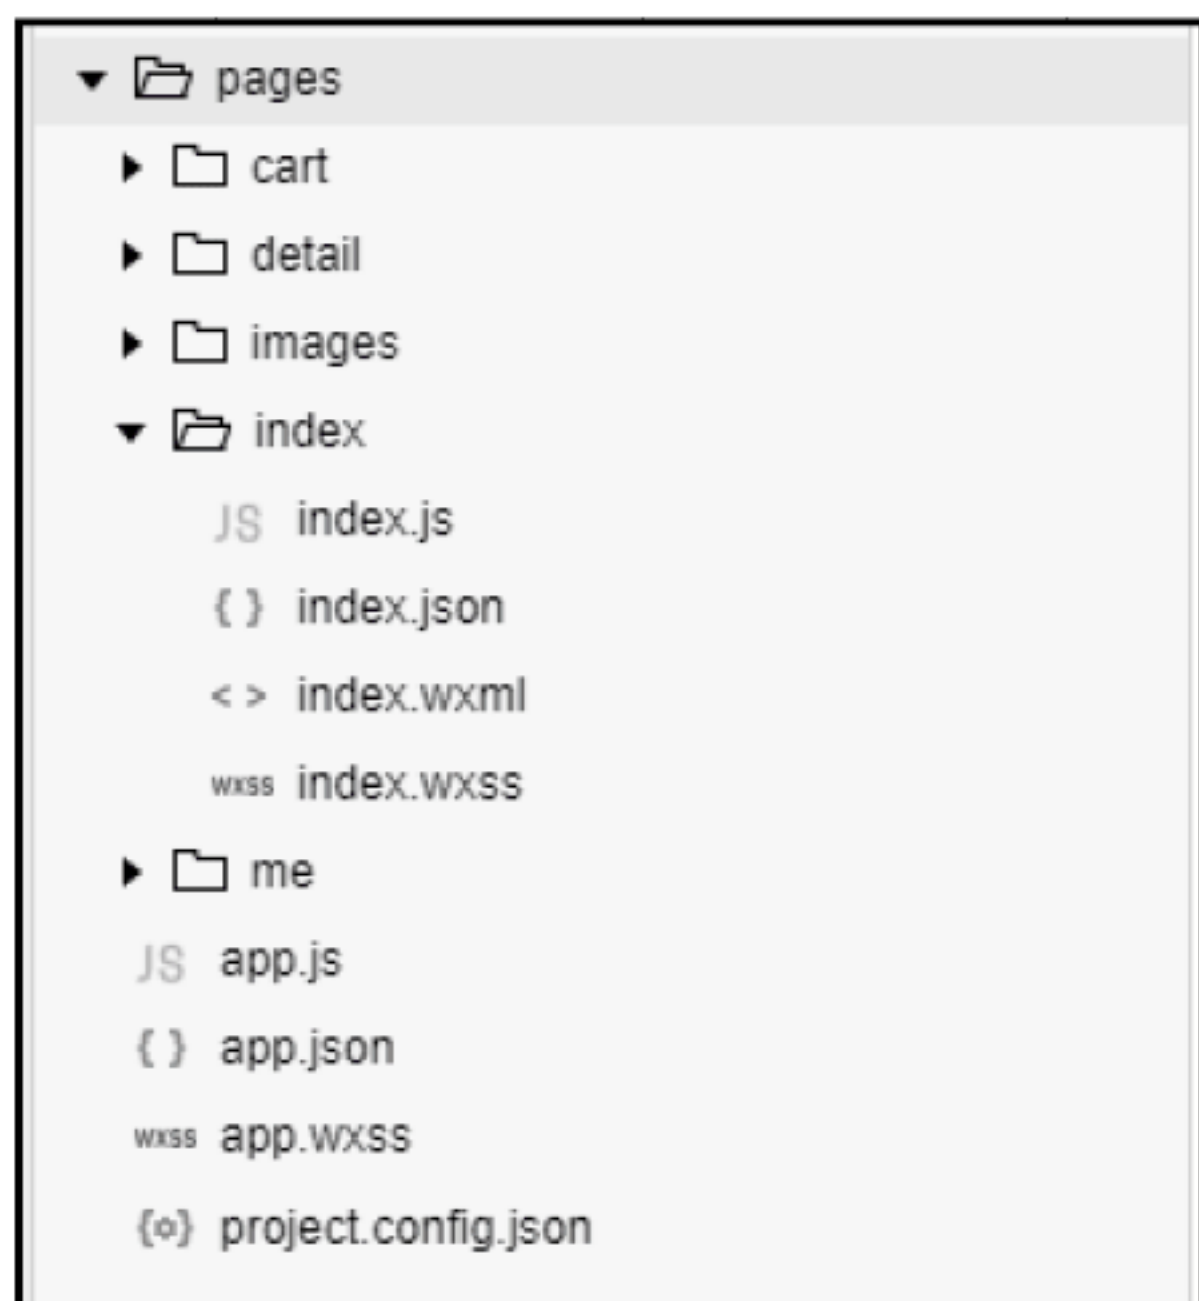 pages
cart
detail
images
index
JS index.js
{ } index.json
< > index.wxml
wxss index.wxss
me
JS app.js
{ } app.json
wxss app.wxss
{o} project.config.json